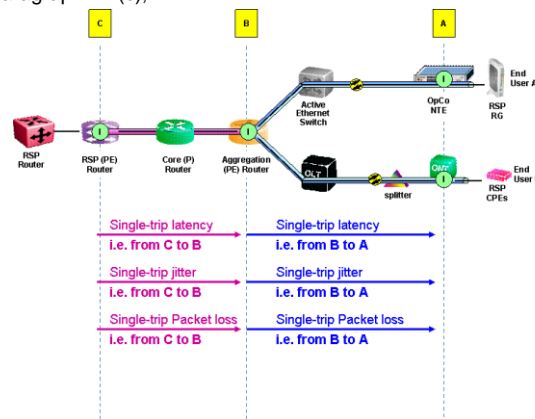 C
B
A
I
I
I
I
RSP
Router
RSP (PE)
Router
Core (P)
Router
Aggregation
(PE) Router
Active
Ethernet
Switch
OpCo
NTE
RSP
RG
End
User A
OLT
splitter
ONT
RSP
CPEs
End
User
Single-trip latency
i.e. from C to B
Single-trip latency
i.e. from B to A
Single-trip jitter
i.e. from C to B
Single-trip jitter
i.e. from B to A
Single-trip Packet loss
i.e. from C to B
Single-trip Packet loss
i.e. from B to A